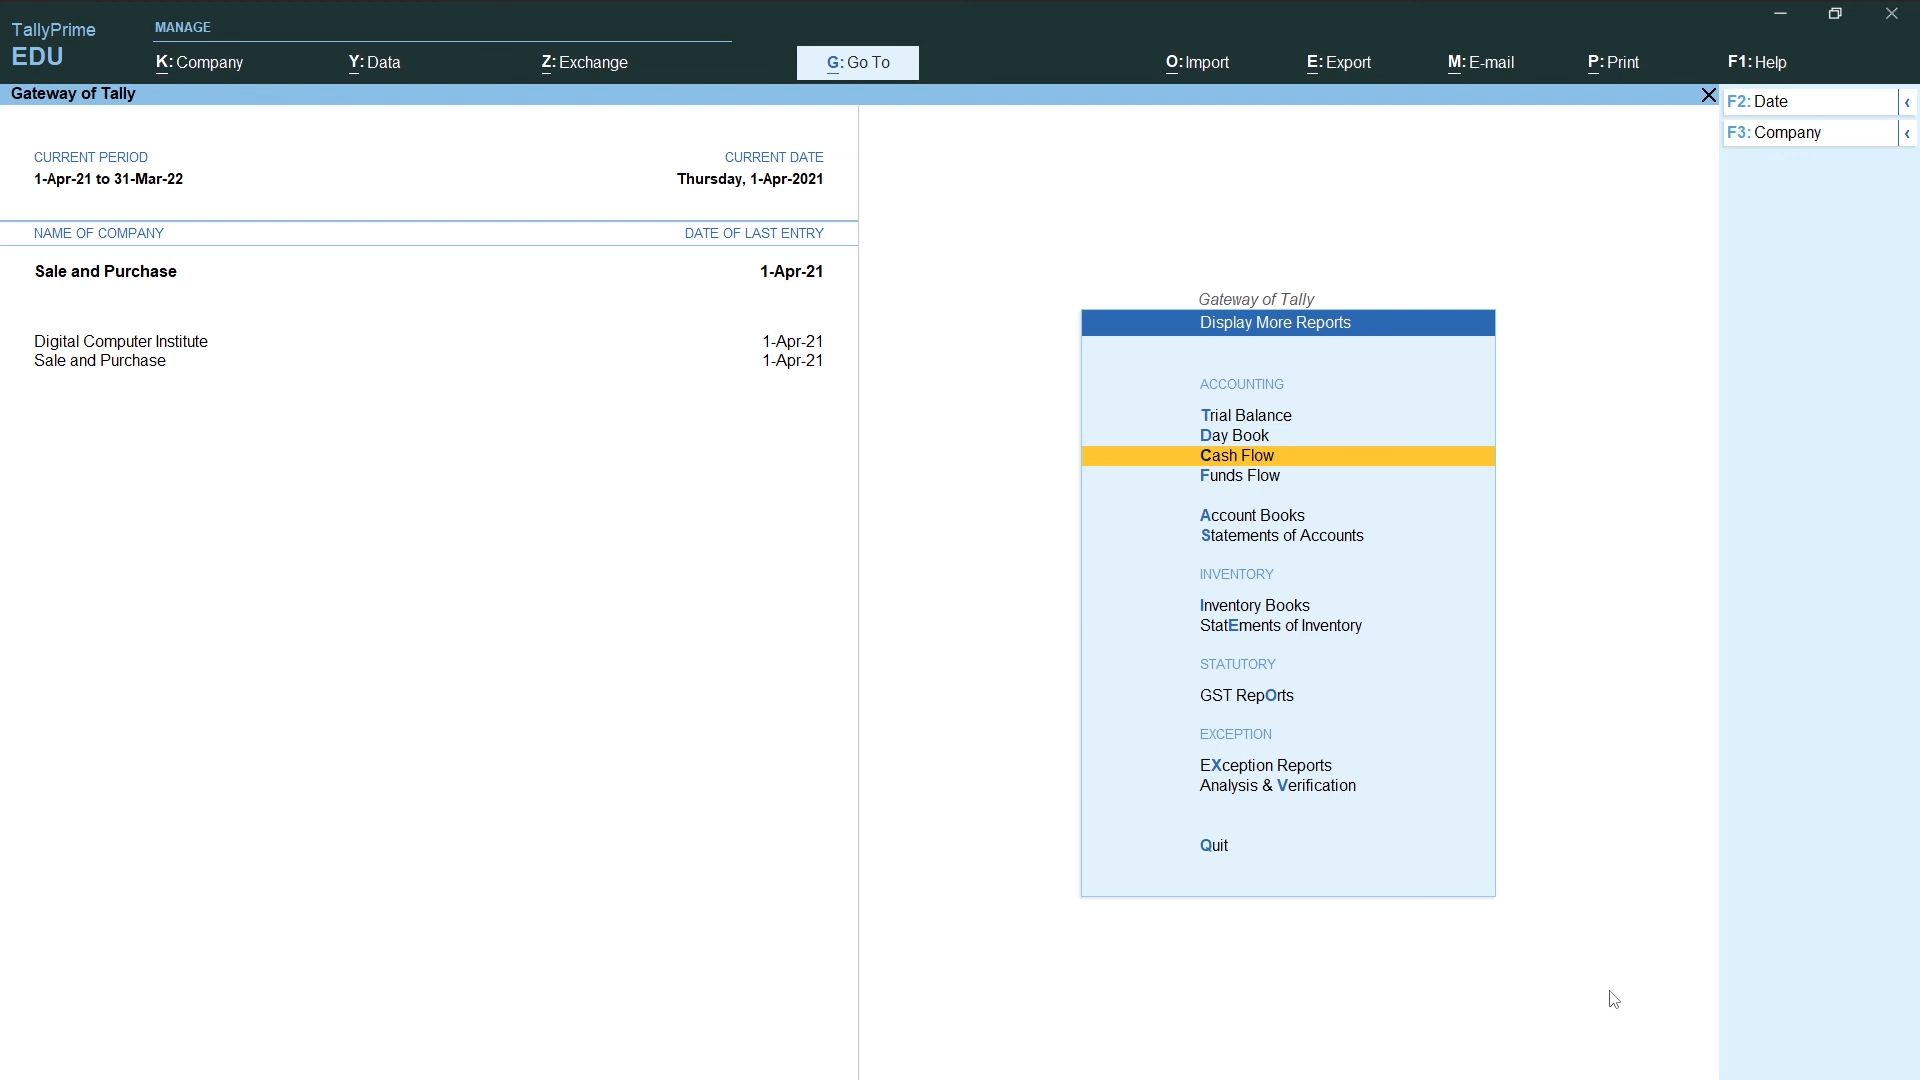 TallyPrime
EDU
MANAGE
K: Company
Y: Data
Z: Exchange
G: Go To
O: Import
E: Export
M: E-mail
P: Print
F1: Help
Gateway of Tally
F2: Date
F3: Company
CURRENT PERIOD
CURRENT DATE
1-Apr-21 to 31-Mar-22
Thursday, 1-Apr-2021
NAME OF COMPANY
DATE OF LAST ENTRY
Sale and Purchase
1-Apr-21
Digital Computer Institute
1-Apr-21
Sale and Purchase
1-Apr-21
Gateway of Tally
Display More Reports
ACCOUNTING
Trial Balance
Day Book
Cash Flow
Funds Flow
Account Books
Statements of Accounts
INVENTORY
Inventory Books
StatEments of Inventory
STATUTORY
GST RepOrts
EXCEPTION
EXception Reports
Analysis & Verification
Quit